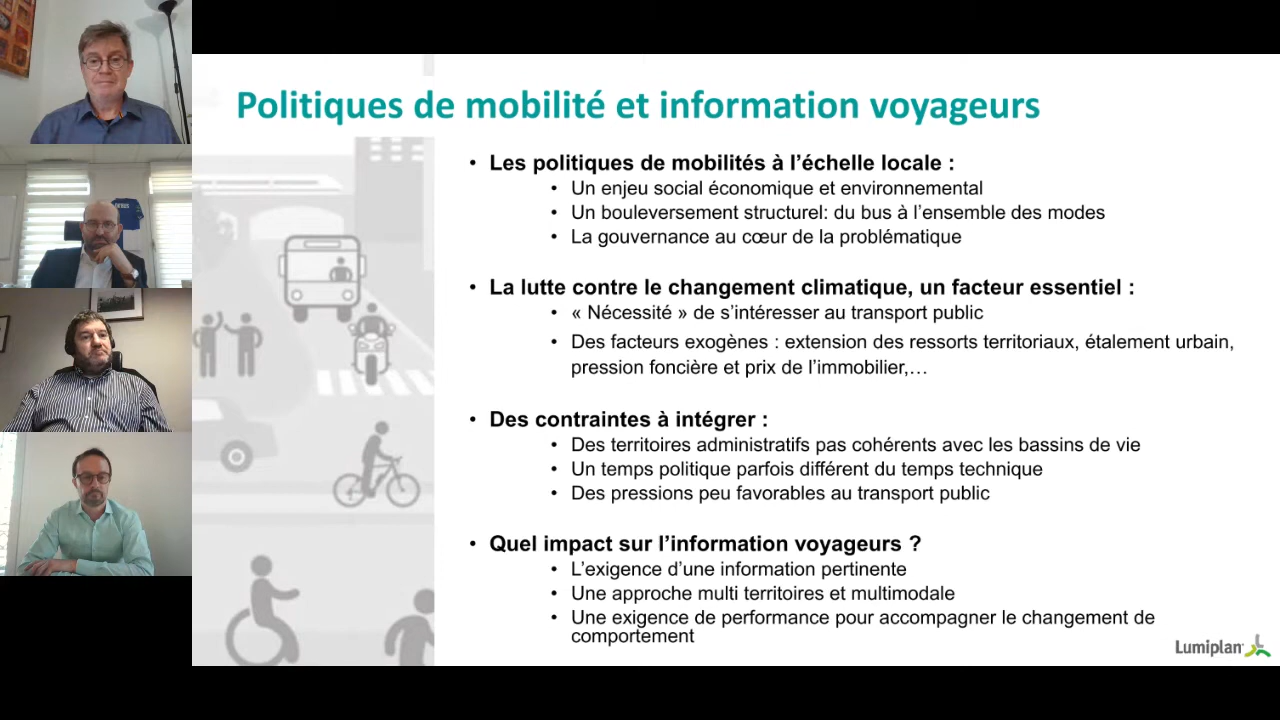 Politiques de mobilité et information voyageurs
• Les politiques de mobilités à l’échelle locale :
• Un enjeu social économique et environnemental
• Un bouleversement structurel: du bus à l’ensemble des modes
• La gouvernance au cœur de la problématique
• La lutte contre le changement climatique, un facteur essentiel :
• « Nécessité » de s’intéresser au transport public
• Des facteurs exogènes : extension des ressorts territoriaux, étalement urbain,
pression foncière et prix de l’immobilier,…
• Des contraintes à intégrer :
• Des territoires administratifs pas cohérents avec les bassins de vie
• Un temps politique parfois différent du temps technique
• Des pressions peu favorables au transport public
• Quel impact sur l’information voyageurs ?
• L’exigence d’une information pertinente
• Une approche multi territoires et multimodale
• Une exigence de performance pour accompagner le changement de
comportement
Lumiplan